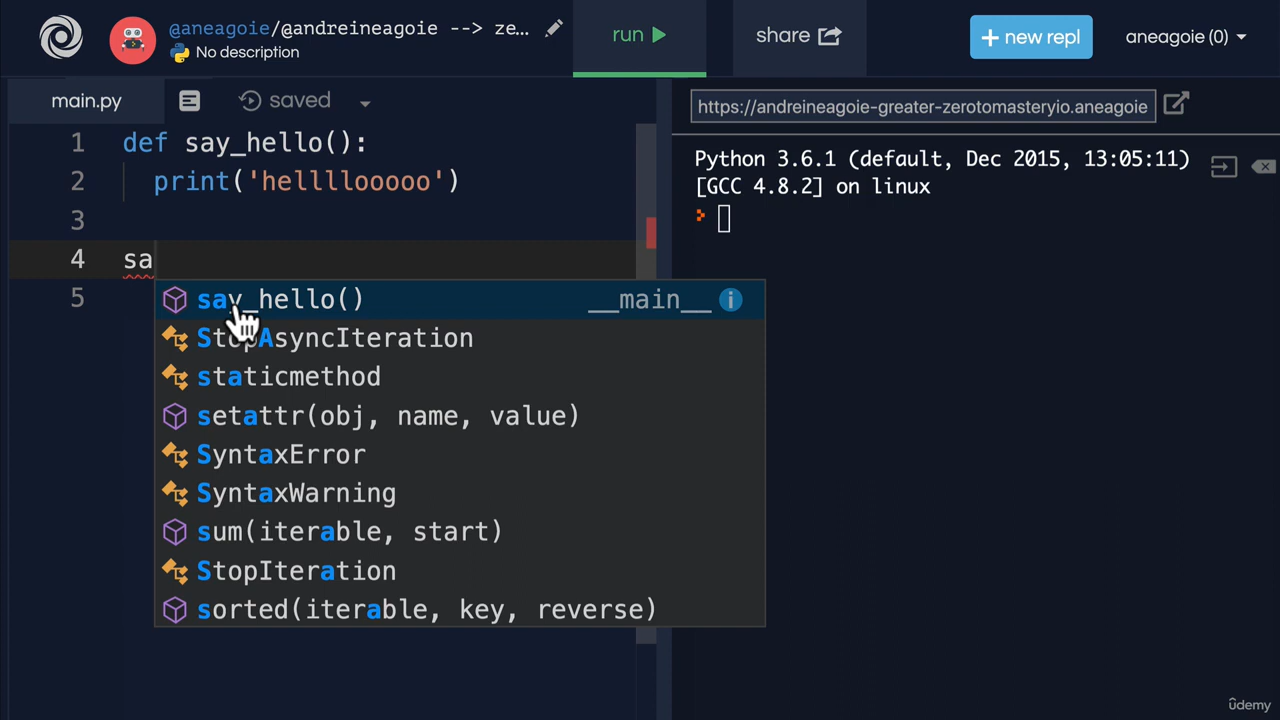 @aneagoie/@andreineagoie --> ze...
No description
run
share
+ new repl
aneagoie (0)
main.py
saved
https://andreineagoie-greater-zerotomasteryio.aneagoie
1 def say_hello():
2 print('hellllooooo')
3
4 sa
5
say_hello() __main__
StopAsyncIteration
staticmethod
setattr(obj, name, value)
SyntaxError
SyntaxWarning
sum(iterable, start)
StopIteration
sorted(iterable, key, reverse)
Python 3.6.1 (default, Dec 2015, 13:05:11)
[GCC 4.8.2] on linux
ûdemy